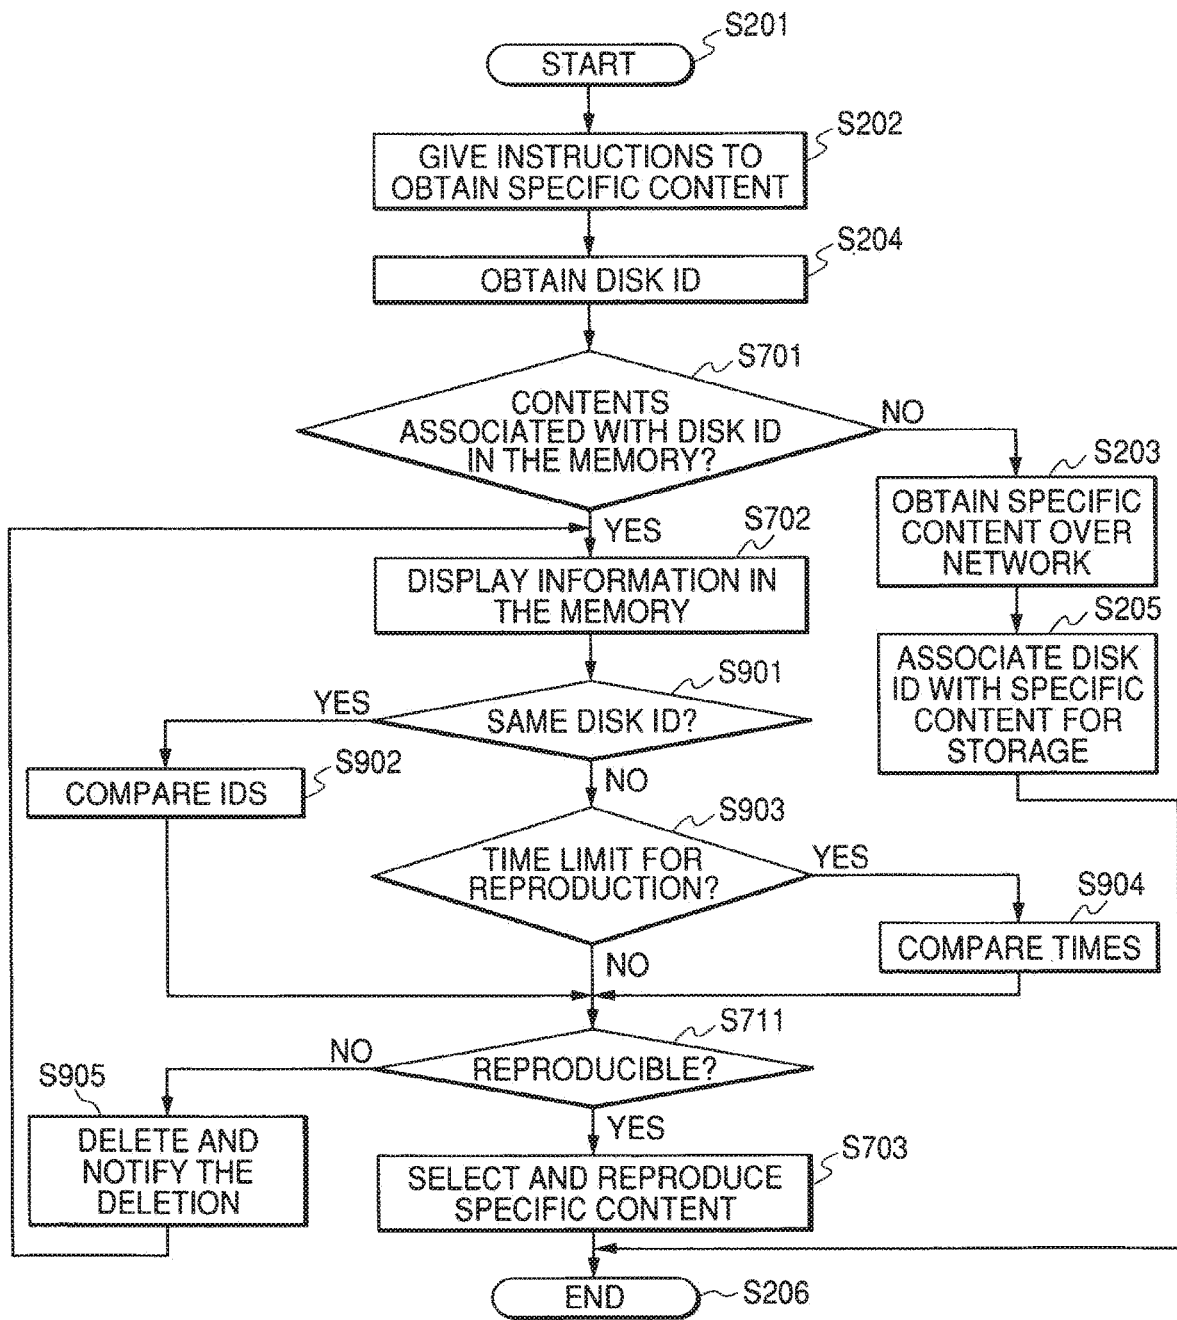 S201
START
S202
GIVE INSTRUCTIONS TO
OBTAIN SPECIFIC CONTENT
S204
OBTAIN DISK ID
S701
CONTENTS
ASSOCIATED WITH DISK ID
IN THE MEMORY?
NO
YES
S203
OBTAIN SPECIFIC
CONTENT OVER
NETWORK
S702
DISPLAY INFORMATION IN
THE MEMORY
S205
ASSOCIATE DISK
ID WITH SPECIFIC
CONTENT FOR
STORAGE
S901
SAME DISK ID?
YES
NO
S902
COMPARE IDS
S903
TIME LIMIT FOR
REPRODUCTION?
YES
NO
S904
COMPARE TIMES
S711
REPRODUCIBLE?
NO
YES
S905
DELETE AND
NOTIFY THE
DELETION
S703
SELECT AND REPRODUCE
SPECIFIC CONTENT
END
S206